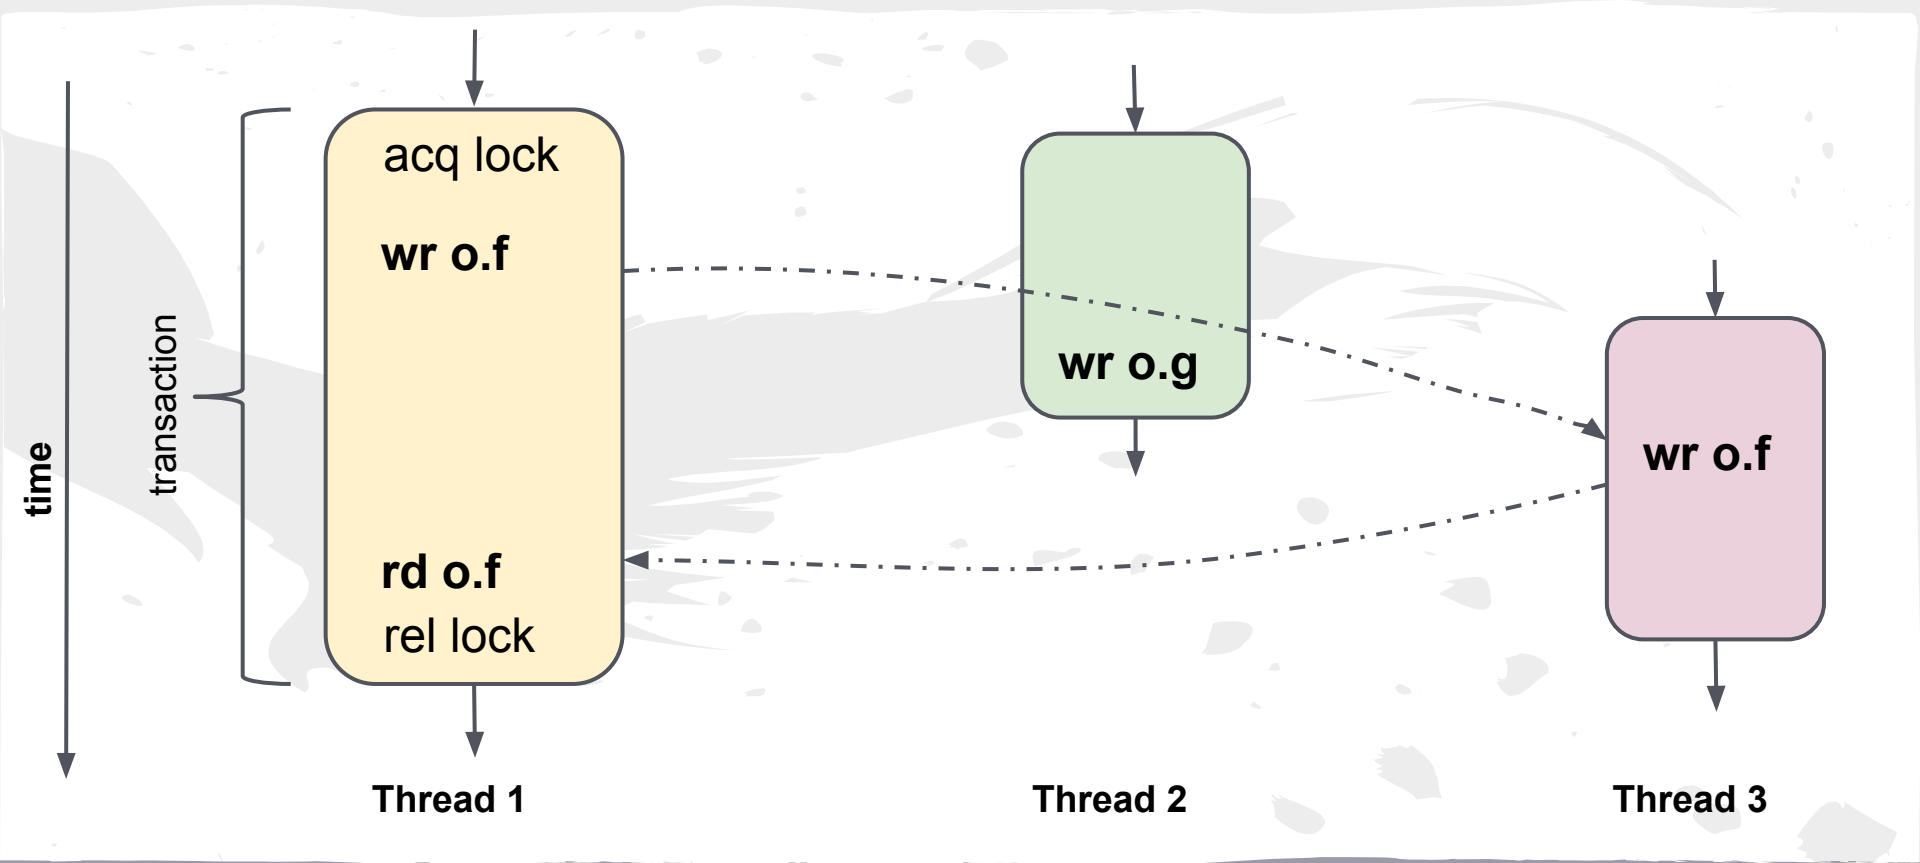 time
transaction
acq lock
wr o.f
rd o.f
rel lock
Thread 1
wr o.g
Thread 2
wr o.f
Thread 3